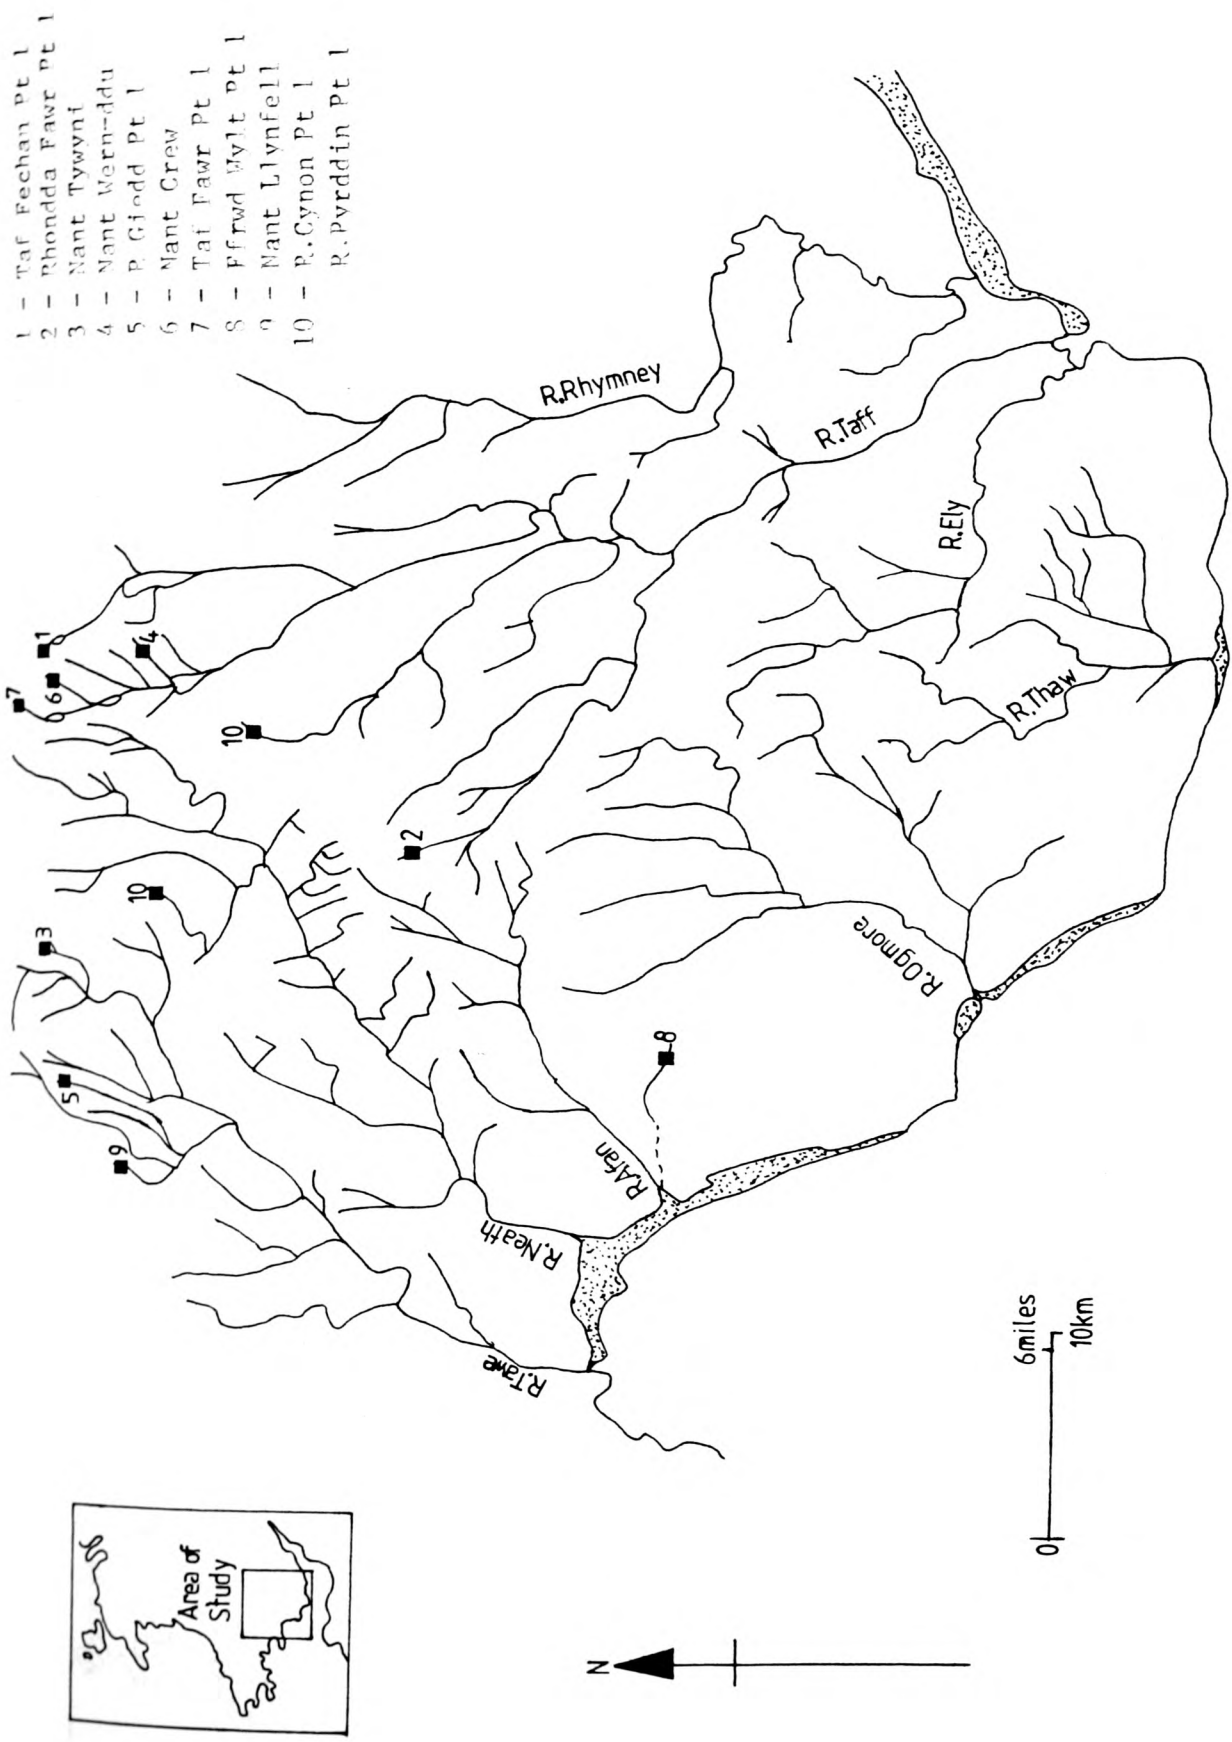 1 - Taf Fechan Pt 1
2 - Rhondda Fawr Pt 1
3 - Nant Tywyni
4 - Nant Wern-ddu
5 - R Giedd Pt 1
6 - Nant Crew
7 - Taf Fawr Pt 1
8 - Ffrwd Wylt Pt 1
9 - Nant Llynfell
10 - R.Cynon Pt 1
R.Pyrddin Pt 1
7
1
6
4
3
5
10
9
10
2
R.Rhymney
R.Taff
R.Ely
R.Thaw
R.Ogmore
8
R.Afan
R.Neath
R.Tawe
Area of
Study
N
6miles
0
10km